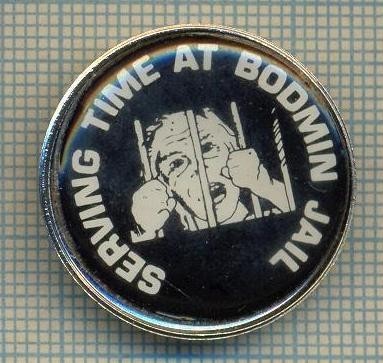 SERVING TIME AT BODMIN JAIL